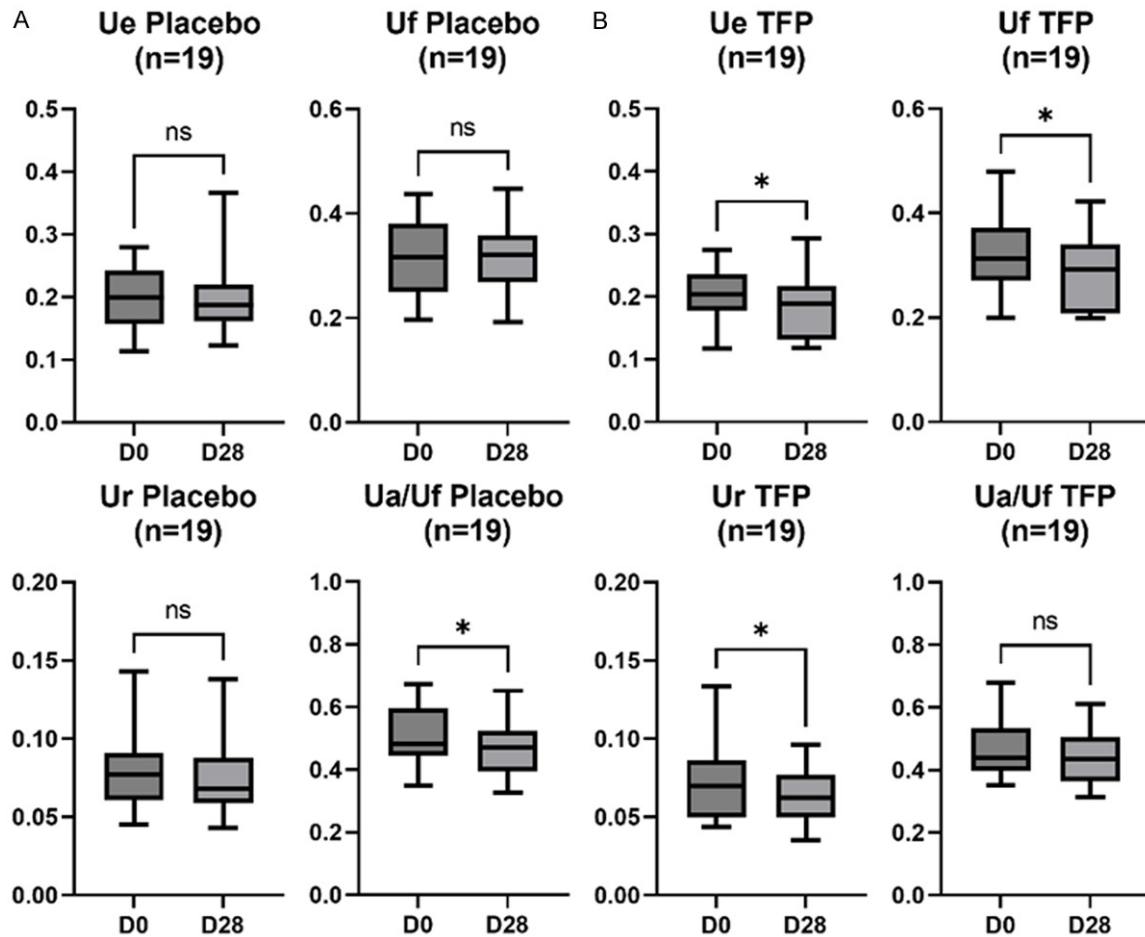 A
Ue Placebo
(n=19)
0.5
0.4
0.3
0.2
0.1
0.0
ns
D0 D28
Uf Placebo
(n=19)
0.6
0.4
0.2
0.0
ns
D0 D28
Ur Placebo
(n=19)
0.20
0.15
0.10
0.05
0.00
ns
D0 D28
Ua/Uf Placebo
(n=19)
1.0
0.8
0.6
0.4
0.2
0.0
*
D0 D28
B
Ue TFP
(n=19)
0.5
0.4
0.3
0.2
0.1
0.0
*
D0 D28
Uf TFP
(n=19)
0.6
0.4
0.2
0.0
*
D0 D28
Ur TFP
(n=19)
0.20
0.15
0.10
0.05
0.00
*
D0 D28
Ua/Uf TFP
(n=19)
1.0
0.8
0.6
0.4
0.2
0.0
ns
D0 D28